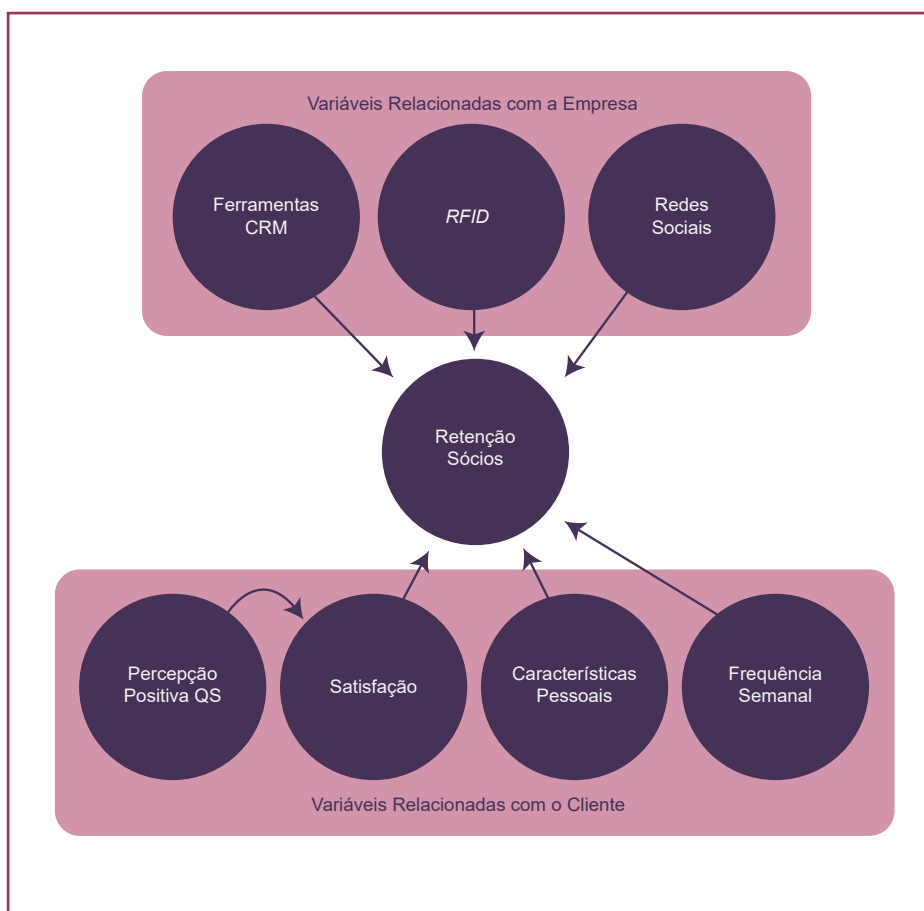 Variáveis Relacionadas com a Empresa
Ferramentas
CRM
RFID
Redes
Sociais
Retenção
Sócios
Percepção
Positiva QS
Satisfação
Características
Pessoais
Frequência
Semanal
Variáveis Relacionadas com o Cliente